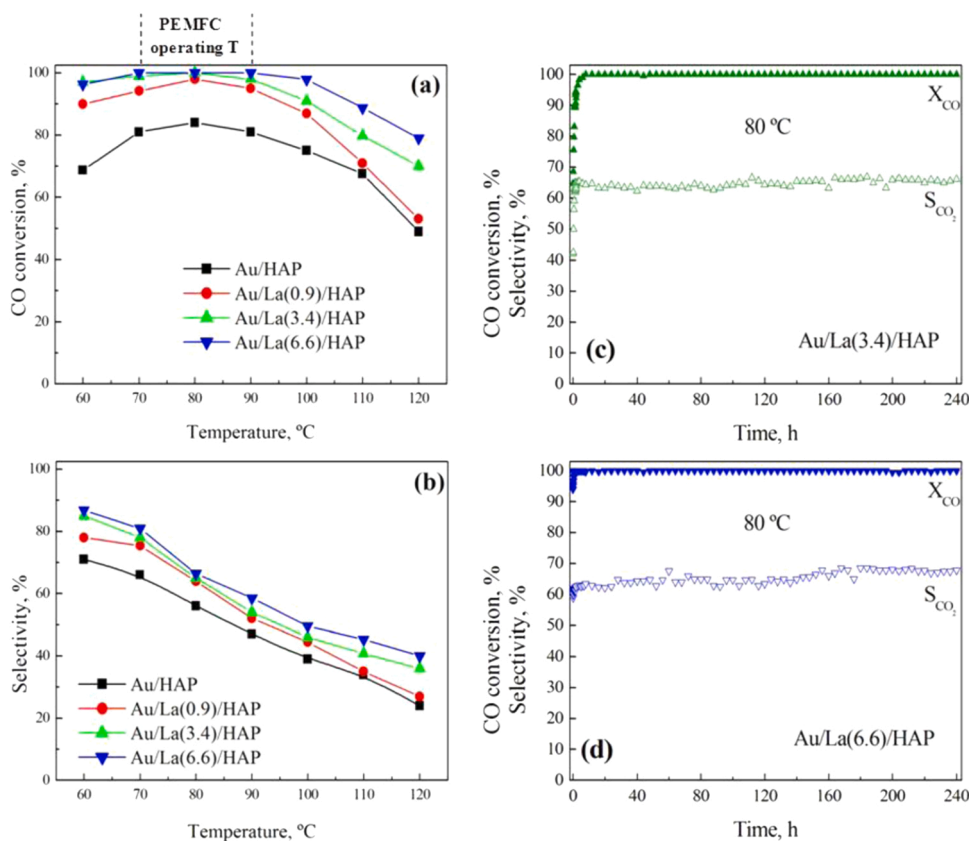 PEMFC
operating T
100
80
60
40
20
0
CO conversion, %
(a)
Au/HAP
Au/La(0.9)/HAP
Au/La(3.4)/HAP
Au/La(6.6)/HAP
60 70 80 90 100 110 120
Temperature, ºC
100
90
80
70
60
50
40
30
20
10
0
CO conversion, %
Selectivity, %
X_CO
80 ºC
S_CO₂
(c)
Au/La(3.4)/HAP
0 40 80 120 160 200 240
Time, h
100
80
60
40
20
0
Selectivity, %
(b)
Au/HAP
Au/La(0.9)/HAP
Au/La(3.4)/HAP
Au/La(6.6)/HAP
60 70 80 90 100 110 120
Temperature, ºC
100
90
80
70
60
50
40
30
20
10
0
CO conversion, %
Selectivity, %
X_CO
80 ºC
S_CO₂
(d)
Au/La(6.6)/HAP
0 40 80 120 160 200 240
Time, h